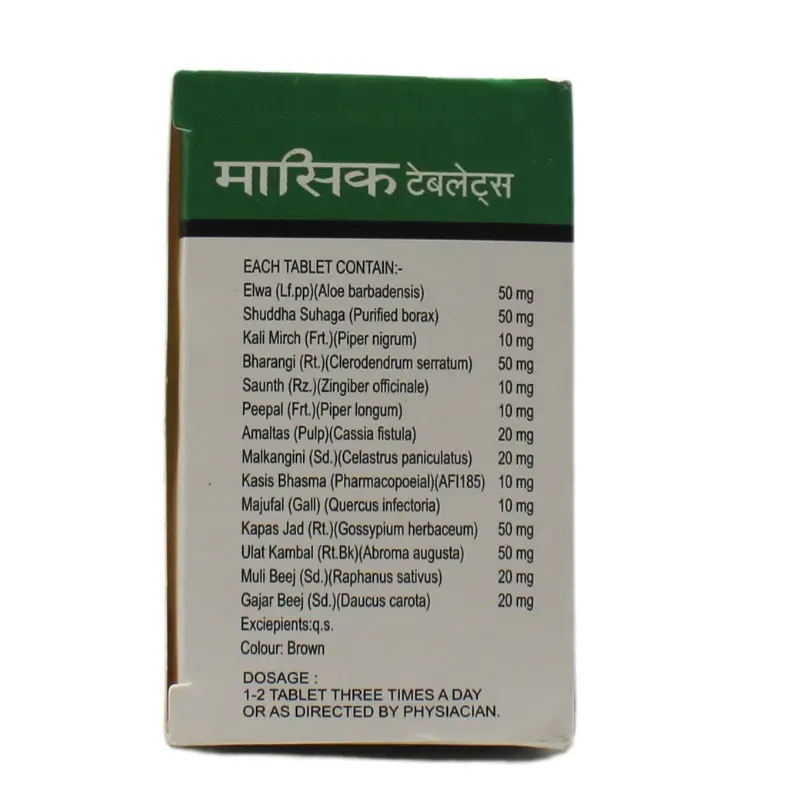 मासिक टेबलेट्स
EACH TABLET CONTAIN:-
Elwa (Lf.pp)(Aloe barbadensis) 50 mg
Shuddha Suhaga (Purified borax) 50 mg
Kali Mirch (Frt.)(Piper nigrum) 10 mg
Bharangi (Rt.)(Clerodendrum serratum) 50 mg
Saunth (Rz.)(Zingiber officinale) 10 mg
Peepal (Frt.)(Piper longum) 10 mg
Amaltas (Pulp)(Cassia fistula) 20 mg
Malkangini (Sd.)(Celastrus paniculatus) 20 mg
Kasis Bhasma (Pharmacopoeial)(AFI185) 10 mg
Majufal (Gall) (Quercus infectoria) 10 mg
Kapas Jad (Rt.)(Gossypium herbaceum) 50 mg
Ulat Kambal (Rt.Bk)(Abroma augusta) 50 mg
Muli Beej (Sd.)(Raphanus sativus) 20 mg
Gajar Beej (Sd.)(Daucus carota) 20 mg
Exciepients:q.s.
Colour: Brown
DOSAGE :
1-2 TABLET THREE TIMES A DAY
OR AS DIRECTED BY PHYSIACIAN.